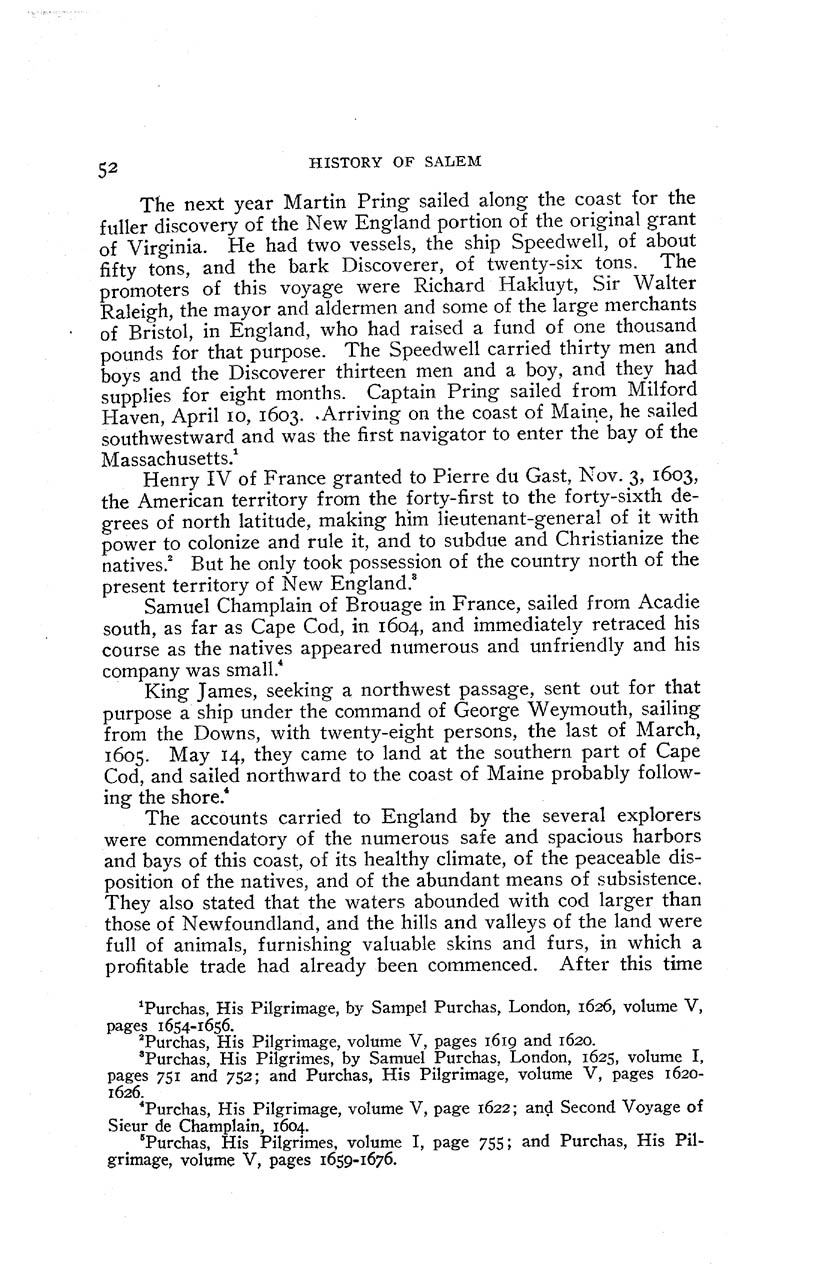 52 HISTORY OF SALEM
The next year Martin Pring sailed along the coast for the
fuller discovery of the New England portion of the original grant
of Virginia. He had two vessels, the ship Speedwell, of about
fifty tons, and the bark Discoverer, of twenty-six tons. The
promoters of this voyage were Richard Hakluyt, Sir Walter
Raleigh, the mayor and aldermen and some of the large merchants
of Bristol, in England, who had raised a fund of one thousand
pounds for that purpose. The Speedwell carried thirty men and
boys and the Discoverer thirteen men and a boy, and they had
supplies for eight months. Captain Pring sailed from Milford
Haven, April 10, 1603. Arriving on the coast of Maine, he sailed
southwestward and was the first navigator to enter the bay of the
Massachusetts.¹
Henry IV of France granted to Pierre du Gast, Nov. 3, 1603,
the American territory from the forty-first to the forty-sixth de-
grees of north latitude, making him lieutenant-general of it with
power to colonize and rule it, and to subdue and Christianize the
natives.² But he only took possession of the country north of the
present territory of New England.³
Samuel Champlain of Brouage in France, sailed from Acadie
south, as far as Cape Cod, in 1604, and immediately retraced his
course as the natives appeared numerous and unfriendly and his
company was small.⁴
King James, seeking a northwest passage, sent out for that
purpose a ship under the command of George Weymouth, sailing
from the Downs, with twenty-eight persons, the last of March,
1605. May 14, they came to land at the southern part of Cape
Cod, and sailed northward to the coast of Maine probably follow-
ing the shore.⁴
The accounts carried to England by the several explorers
were commendatory of the numerous safe and spacious harbors
and bays of this coast, of its healthy climate, of the peaceable dis-
position of the natives, and of the abundant means of subsistence.
They also stated that the waters abounded with cod larger than
those of Newfoundland, and the hills and valleys of the land were
full of animals, furnishing valuable skins and furs, in which a
profitable trade had already been commenced. After this time
¹Purchas, His Pilgrimage, by Sampel Purchas, London, 1626, volume V,
pages 1654-1656.
²Purchas, His Pilgrimage, volume V, pages 1619 and 1620.
³Purchas, His Pilgrimes, by Samuel Purchas, London, 1625, volume I,
pages 751 and 752; and Purchas, His Pilgrimage, volume V, pages 1620-
1626.
⁴Purchas, His Pilgrimage, volume V, page 1622; and Second Voyage of
Sieur de Champlain, 1604.
⁵Purchas, His Pilgrimes, volume I, page 755; and Purchas, His Pil-
grimage, volume V, pages 1659-1676.